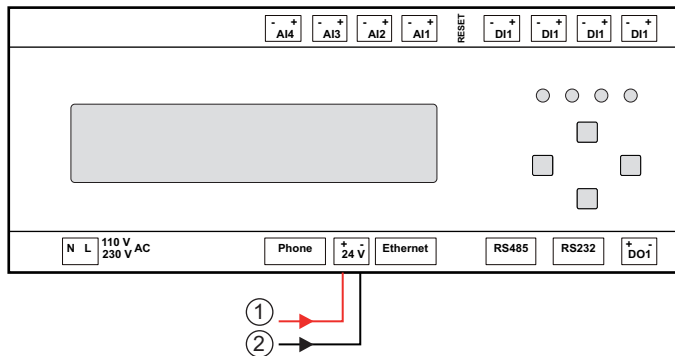 - +
AI4
- +
AI3
- +
AI2
- +
AI1
RESET
- +
DI1
- +
DI1
- +
DI1
- +
DI1
N L
110 V
230 V
AC
Phone
+ -
24 V
Ethernet
RS485
RS232
+ -
DO1
1
2